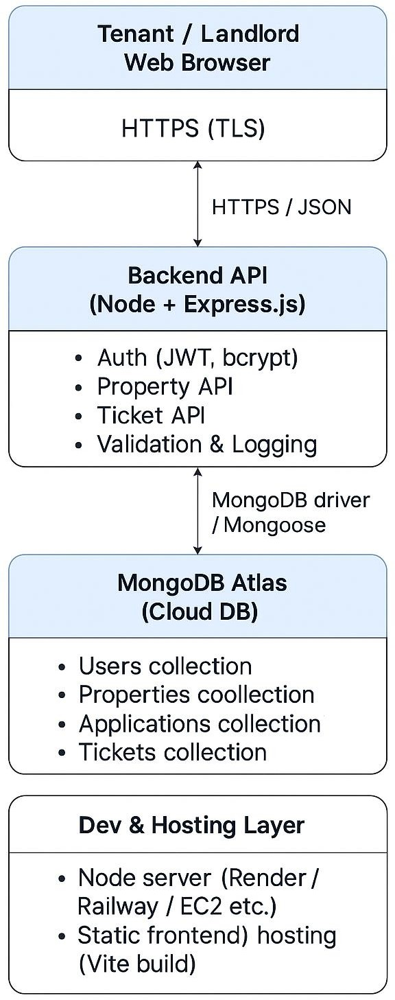 Tenant / Landlord
Web Browser
HTTPS (TLS)
HTTPS / JSON
Backend API
(Node + Express.js)
• Auth (JWT, bcrypt)
• Property API
• Ticket API
• Validation & Logging
MongoDB driver
/ Mongoose
MongoDB Atlas
(Cloud DB)
• Users collection
• Properties coollection
• Applications collection
• Tickets collection
Dev & Hosting Layer
• Node server (Render /
Railway / EC2 etc.)
• Static frontend) hosting
(Vite build)